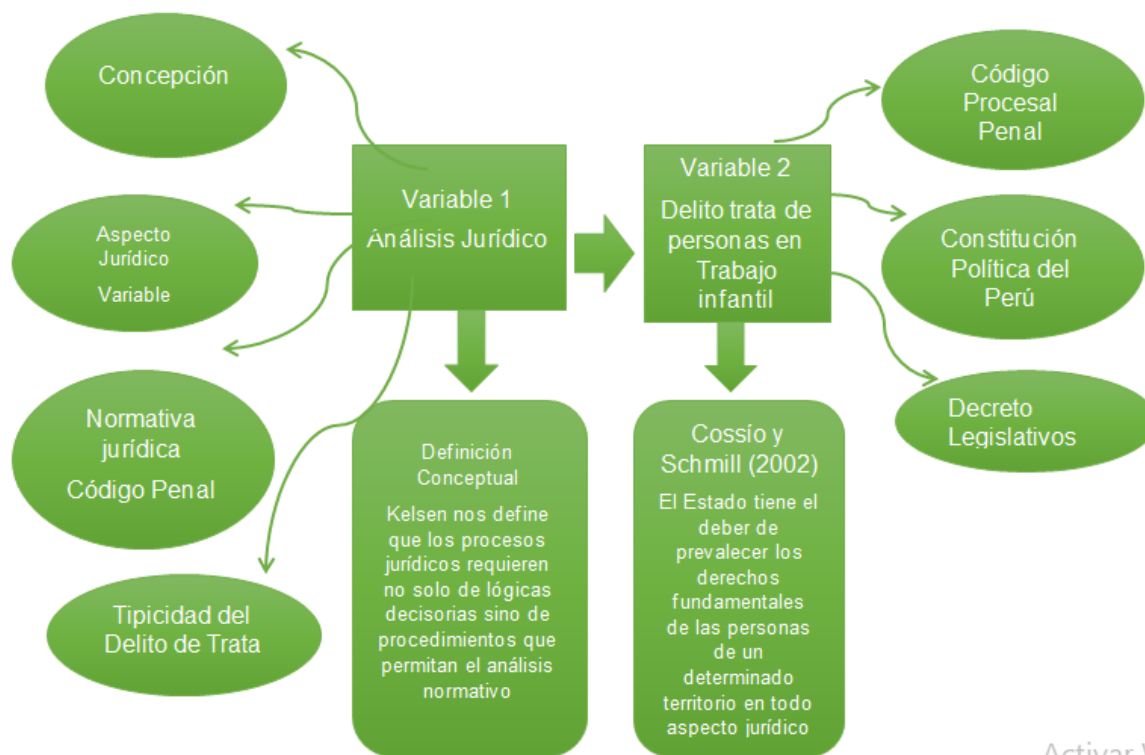 Concepción
Aspecto
Jurídico
Variable
Normativa
jurídica
Código Penal
Tipicidad del
Delito de Trata
Variable 1
Análisis Jurídico
Definición
Conceptual
Kelsen nos define
que los procesos
jurídicos requieren
no solo de lógicas
decisorias sino de
procedimientos que
permitan el análisis
normativo
Variable 2
Delito trata de
personas en
Trabajo
infantil
Cossío y
Schmill (2002)
El Estado tiene el
deber de
prevalecer los
derechos
fundamentales
de las personas
de un
determinado
territorio en todo
aspecto jurídico
Código
Procesal
Penal
Constitución
Política del
Perú
Decreto
Legislativos
Activar